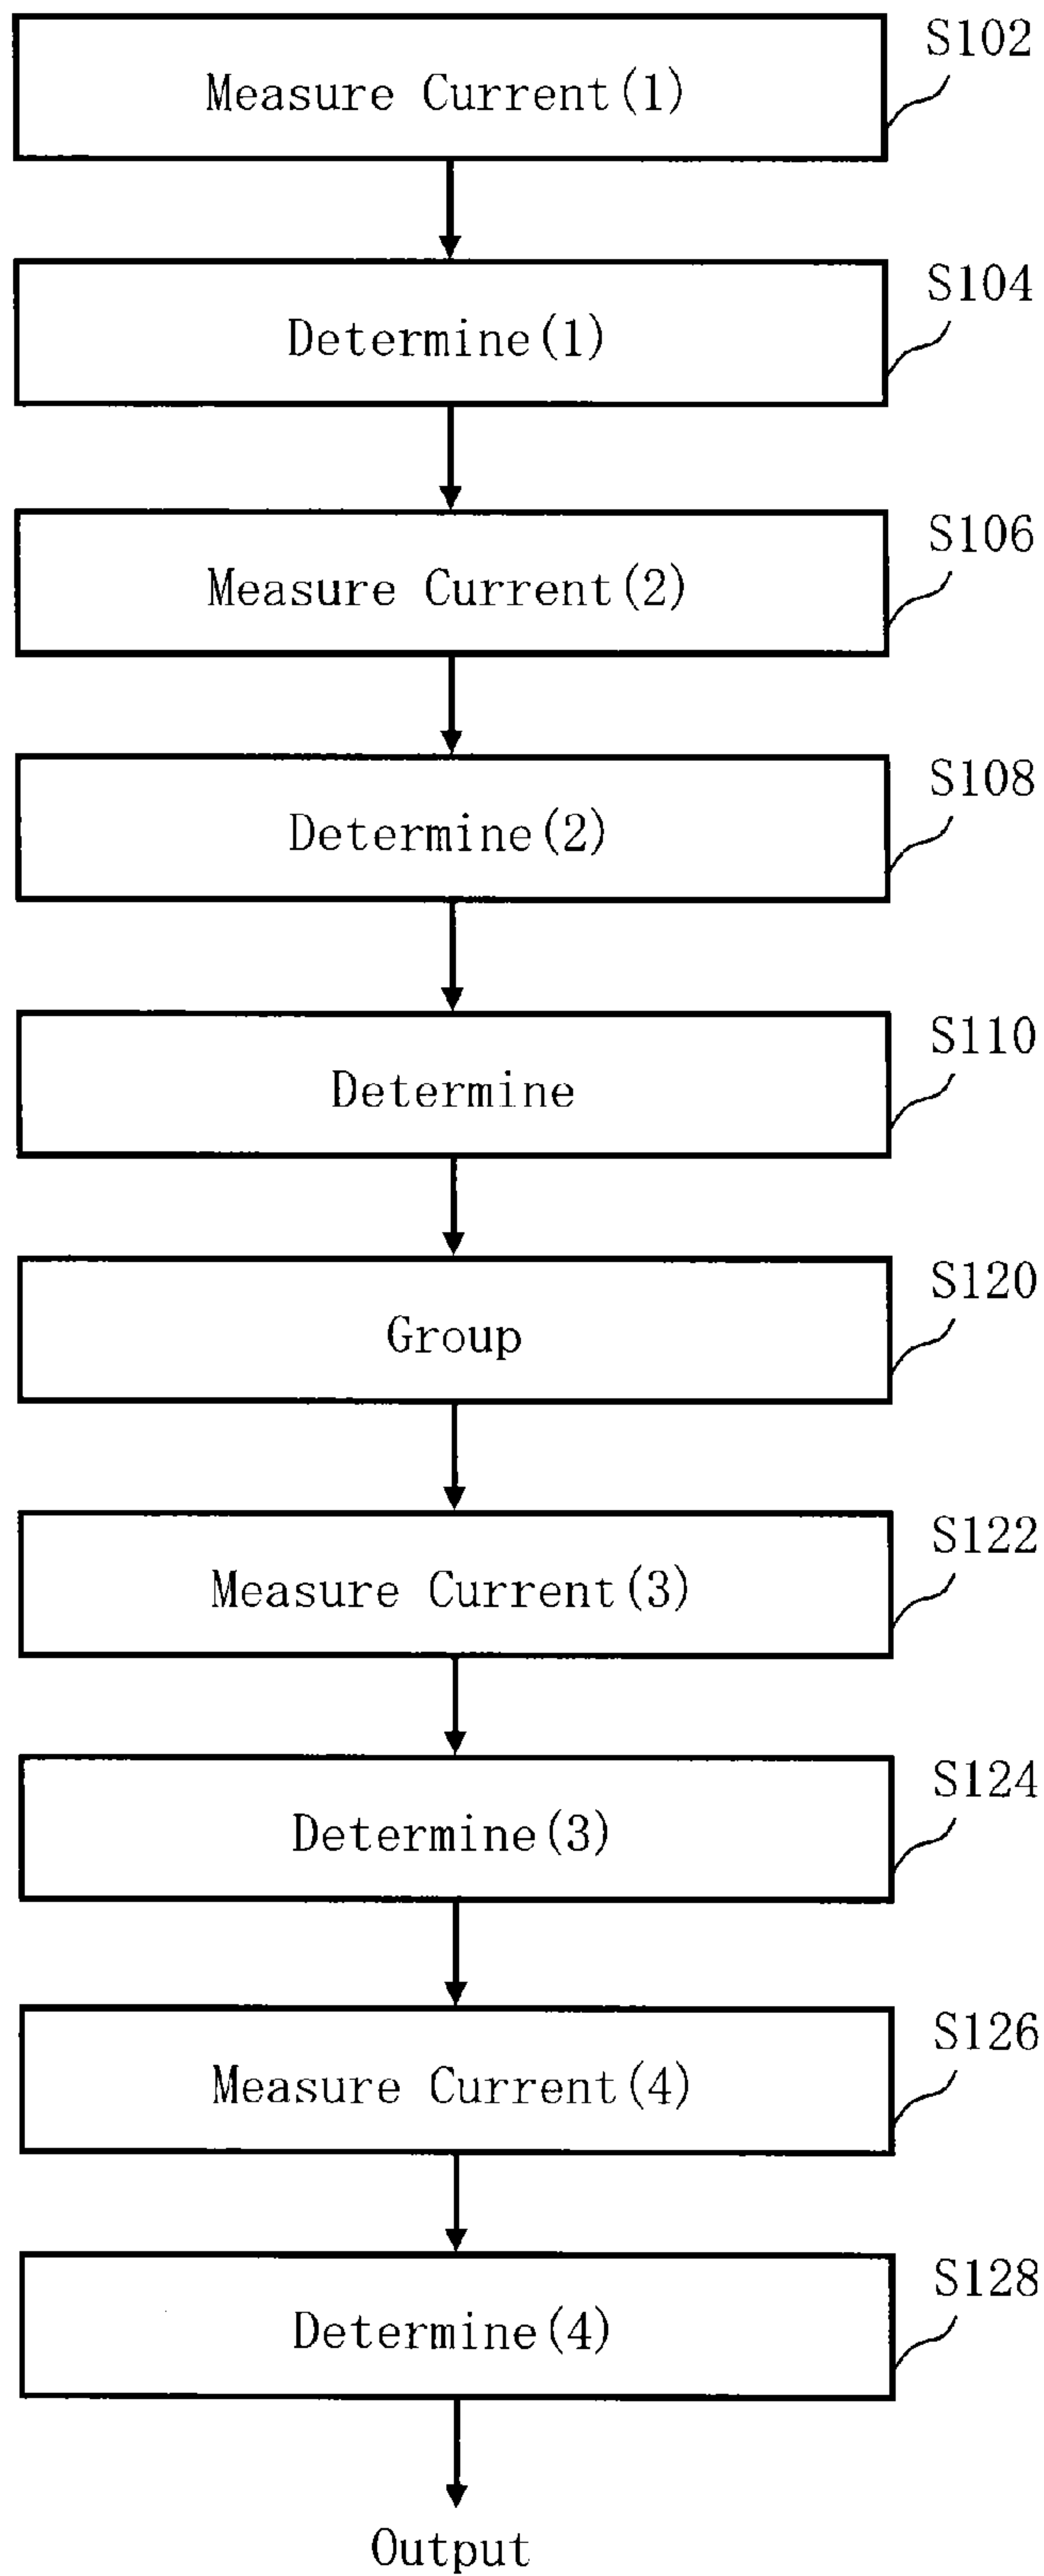 S102
Measure Current(1)
S104
Determine(1)
S106
Measure Current(2)
S108
Determine(2)
S110
Determine
S120
Group
S122
Measure Current(3)
S124
Determine(3)
S126
Measure Current(4)
S128
Determine(4)
Output